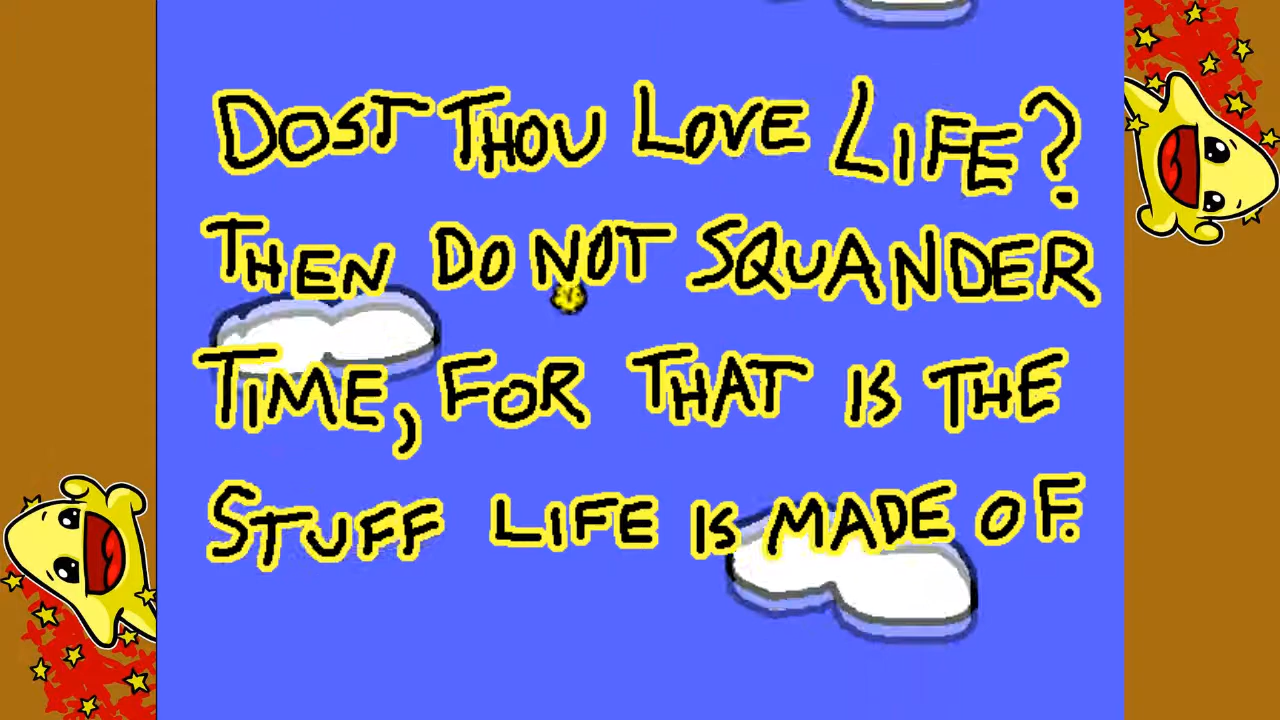 DOST THOU LOVE LIFE?
THEN DO NOT SQUANDER
TIME, FOR THAT IS THE
STUFF LIFE IS MADE OF.